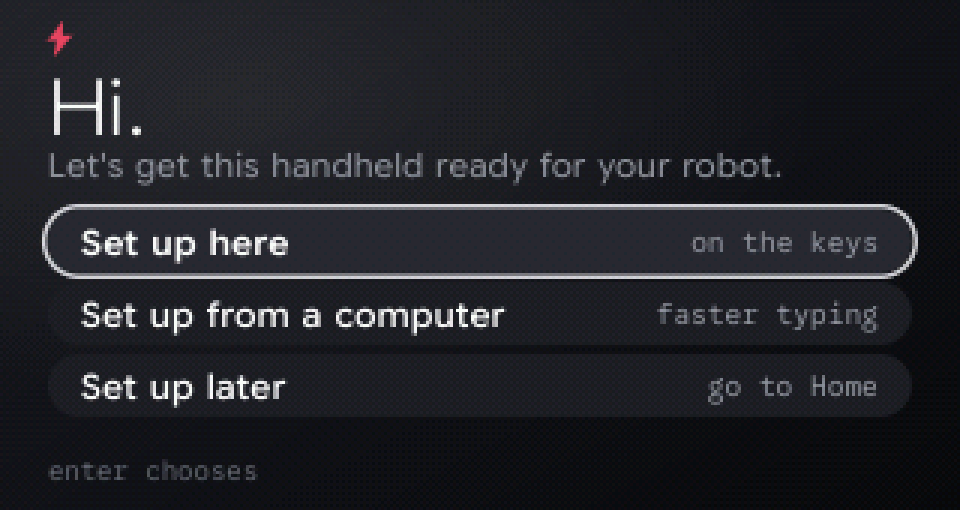 Hi.
Let's get this handheld ready for your robot.
Set up here on the keys
Set up from a computer faster typing
Set up later go to Home
enter chooses